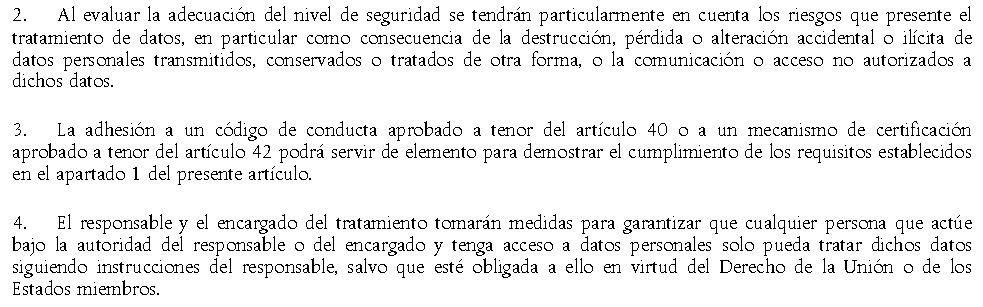 2. Al evaluar la adecuación del nivel de seguridad se tendrán particularmente en cuenta los riesgos que presente el
tratamiento de datos, en particular como consecuencia de la destrucción, pérdida o alteración accidental o ilícita de
datos personales transmitidos, conservados o tratados de otra forma, o la comunicación o acceso no autorizados a
dichos datos.
3. La adhesión a un código de conducta aprobado a tenor del artículo 40 o a un mecanismo de certificación
aprobado a tenor del artículo 42 podrá servir de elemento para demostrar el cumplimiento de los requisitos establecidos
en el apartado 1 del presente artículo.
4. El responsable y el encargado del tratamiento tomarán medidas para garantizar que cualquier persona que actúe
bajo la autoridad del responsable o del encargado y tenga acceso a datos personales solo pueda tratar dichos datos
siguiendo instrucciones del responsable, salvo que esté obligada a ello en virtud del Derecho de la Unión o de los
Estados miembros.